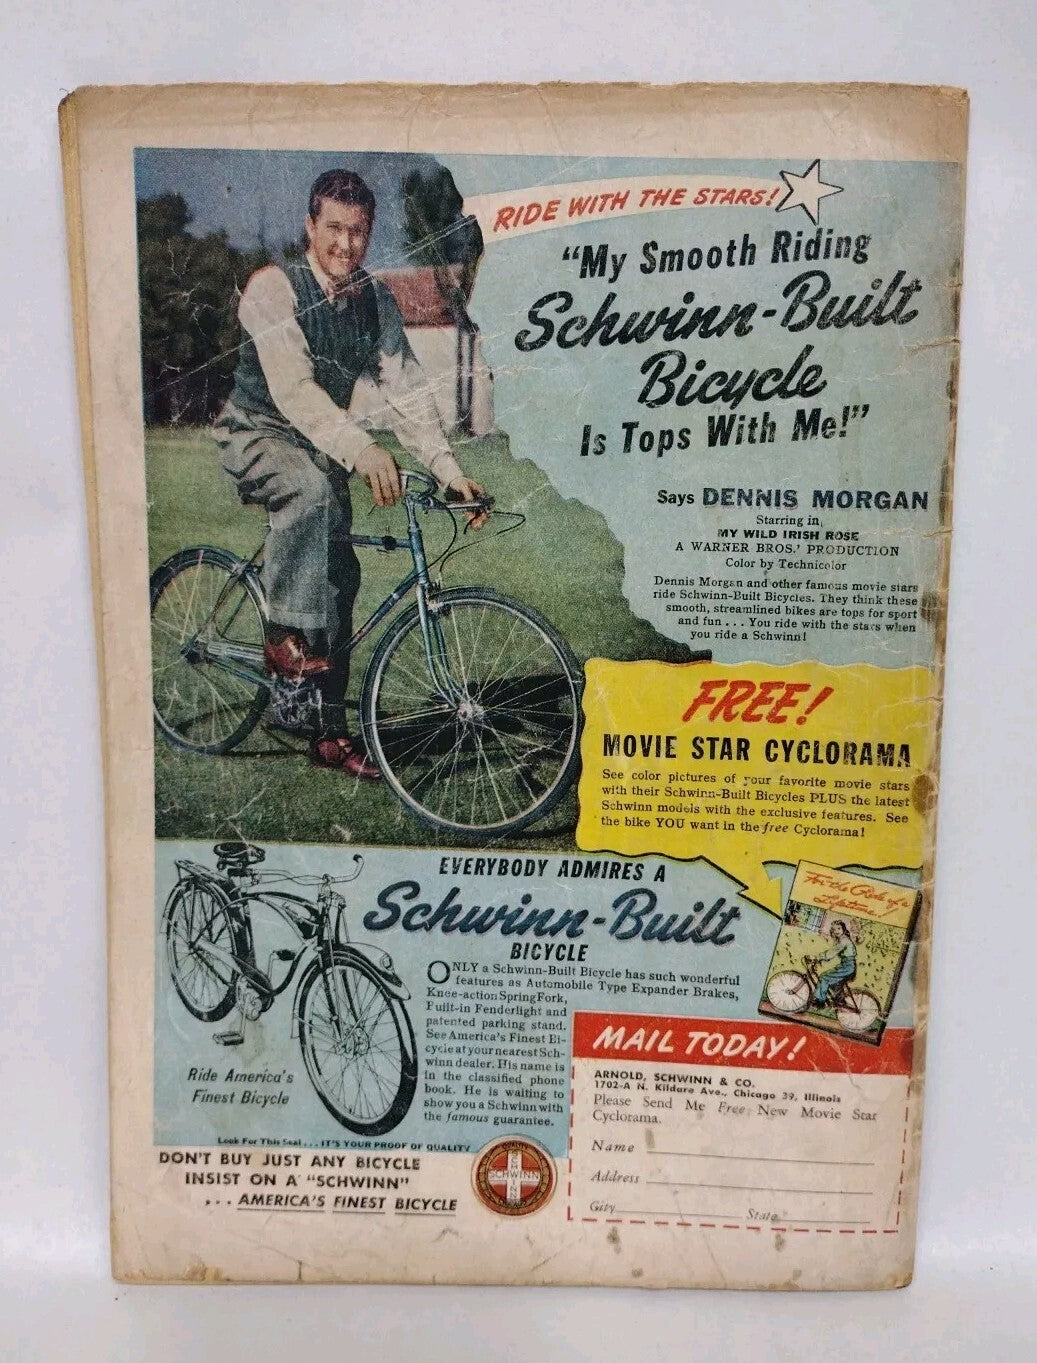 RIDE WITH THE STARS!
"My Smooth Riding
Schwinn-Built
Bicycle
Is Tops With Me!"
Says DENNIS MORGAN
Starring in
MY WILD IRISH ROSE
A WARNER BROS.' PRODUCTION
Color by Technicolor
Dennis Morgan and other famous movie stars
ride Schwinn-Built Bicycles. They think these
smooth, streamlined bikes are tops for sport
and fun . . . You ride with the stars when
you ride a Schwinn!
FREE!
MOVIE STAR CYCLORAMA
See color pictures of your favorite movie stars
with their Schwinn-Built Bicycles PLUS the latest
Schwinn models with the exclusive features. See
the bike YOU want in the free Cyclorama!
For the Ride of a
Lifetime!
EVERYBODY ADMIRES A
Schwinn-Built
BICYCLE
ONLY a Schwinn-Built Bicycle has such wonderful
features as Automobile Type Expander Brakes,
Knee-action Spring Fork,
Built-in Fenderlight and
patented parking stand.
See America's Finest Bi-
cycle at your nearest Sch-
winn dealer. His name is
in the classified phone
book. He is waiting to
show you a Schwinn with
the famous guarantee.
Ride America's
Finest Bicycle
Look For This Seal . . . IT'S YOUR PROOF OF QUALITY
DON'T BUY JUST ANY BICYCLE
INSIST ON A "SCHWINN"
. . . AMERICA'S FINEST BICYCLE
QUALITY
SCHWINN
SCHWINN
MAIL TODAY!
ARNOLD, SCHWINN & CO.
1702-A N. Kildare Ave., Chicago 39, Illinois
Please Send Me Free New Movie Star
Cyclorama.
Name
Address
City State